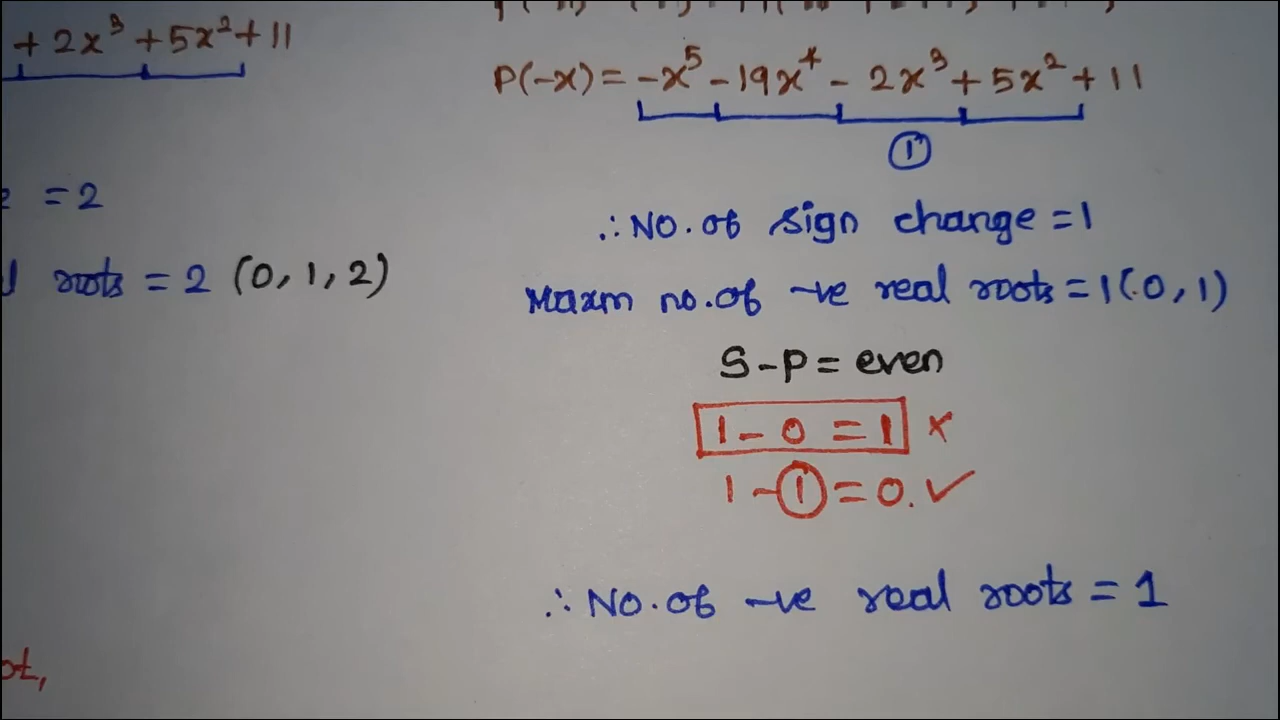 + 2x³ + 5x² + 11
= 2
roots = 2 (0, 1, 2)
P(-x) = -x⁵ - 19x⁴ - 2x³ + 5x² + 11
1
∴ NO. of sign change = 1
Maxm no. of -ve real roots = 1 (0, 1)
S - P = even
1 - 0 = 1 ×
1 - 1 = 0. ✓
∴ NO. of -ve real roots = 1